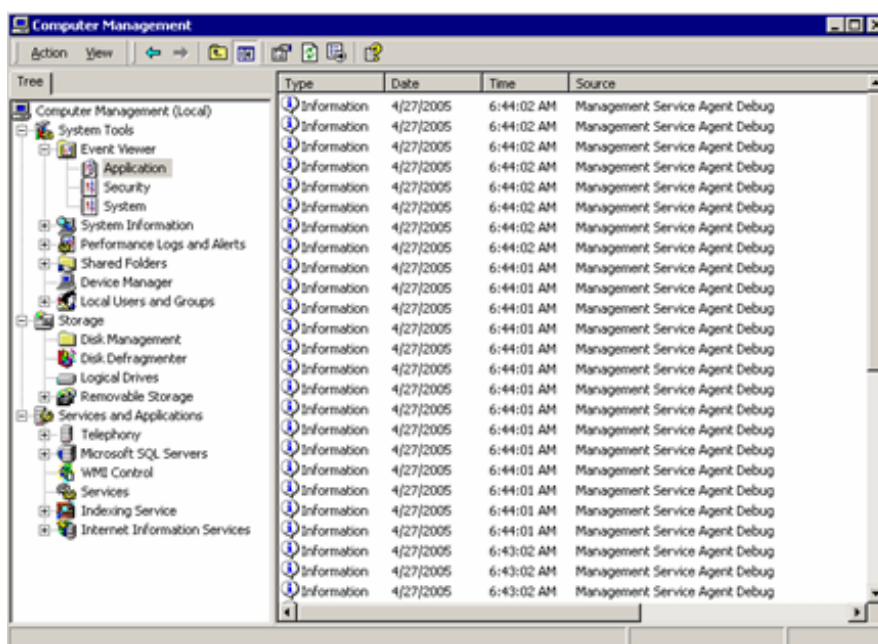 Computer Management
Action View
Tree
Computer Management (Local)
System Tools
Event Viewer
Application
Security
System
System Information
Performance Logs and Alerts
Shared Folders
Device Manager
Local Users and Groups
Storage
Disk Management
Disk Defragmenter
Logical Drives
Removable Storage
Services and Applications
Telephony
Microsoft SQL Servers
WMI Control
Services
Indexing Service
Internet Information Services
Type Date Time Source
Information 4/27/2005 6:44:02 AM Management Service Agent Debug
Information 4/27/2005 6:44:02 AM Management Service Agent Debug
Information 4/27/2005 6:44:02 AM Management Service Agent Debug
Information 4/27/2005 6:44:02 AM Management Service Agent Debug
Information 4/27/2005 6:44:02 AM Management Service Agent Debug
Information 4/27/2005 6:44:02 AM Management Service Agent Debug
Information 4/27/2005 6:44:02 AM Management Service Agent Debug
Information 4/27/2005 6:44:02 AM Management Service Agent Debug
Information 4/27/2005 6:44:01 AM Management Service Agent Debug
Information 4/27/2005 6:44:01 AM Management Service Agent Debug
Information 4/27/2005 6:44:01 AM Management Service Agent Debug
Information 4/27/2005 6:44:01 AM Management Service Agent Debug
Information 4/27/2005 6:44:01 AM Management Service Agent Debug
Information 4/27/2005 6:44:01 AM Management Service Agent Debug
Information 4/27/2005 6:44:01 AM Management Service Agent Debug
Information 4/27/2005 6:44:01 AM Management Service Agent Debug
Information 4/27/2005 6:44:01 AM Management Service Agent Debug
Information 4/27/2005 6:44:01 AM Management Service Agent Debug
Information 4/27/2005 6:44:01 AM Management Service Agent Debug
Information 4/27/2005 6:44:01 AM Management Service Agent Debug
Information 4/27/2005 6:44:01 AM Management Service Agent Debug
Information 4/27/2005 6:44:01 AM Management Service Agent Debug
Information 4/27/2005 6:43:02 AM Management Service Agent Debug
Information 4/27/2005 6:43:02 AM Management Service Agent Debug
Information 4/27/2005 6:43:02 AM Management Service Agent Debug